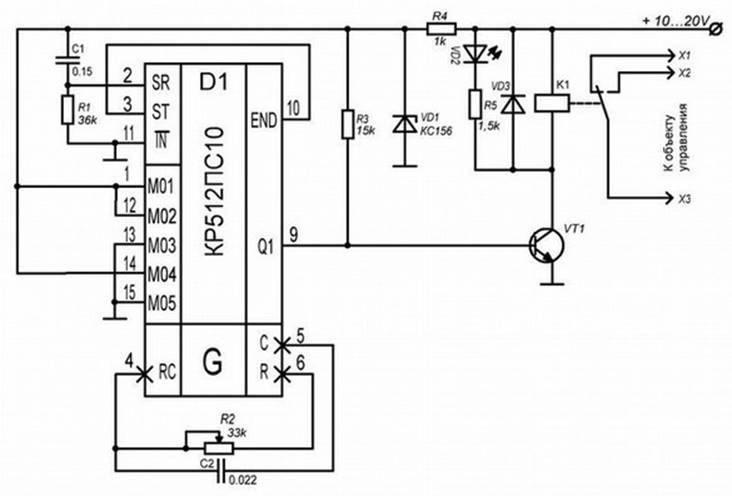 R4
1k
+ 10...20V
C1
0.15
VD2
VD3
K1
X1
X2
К объекту
управления
X3
2
SR
D1
3
ST
10
END
R1
36k
11
IN
R3
15k
VD1
KC156
R5
1,5k
1
M01
12
M02
КР512ПС10
13
M03
9
Q1
VT1
14
M04
15
M05
4
RC
G
C
5
R
6
R2
33k
C2
0.022